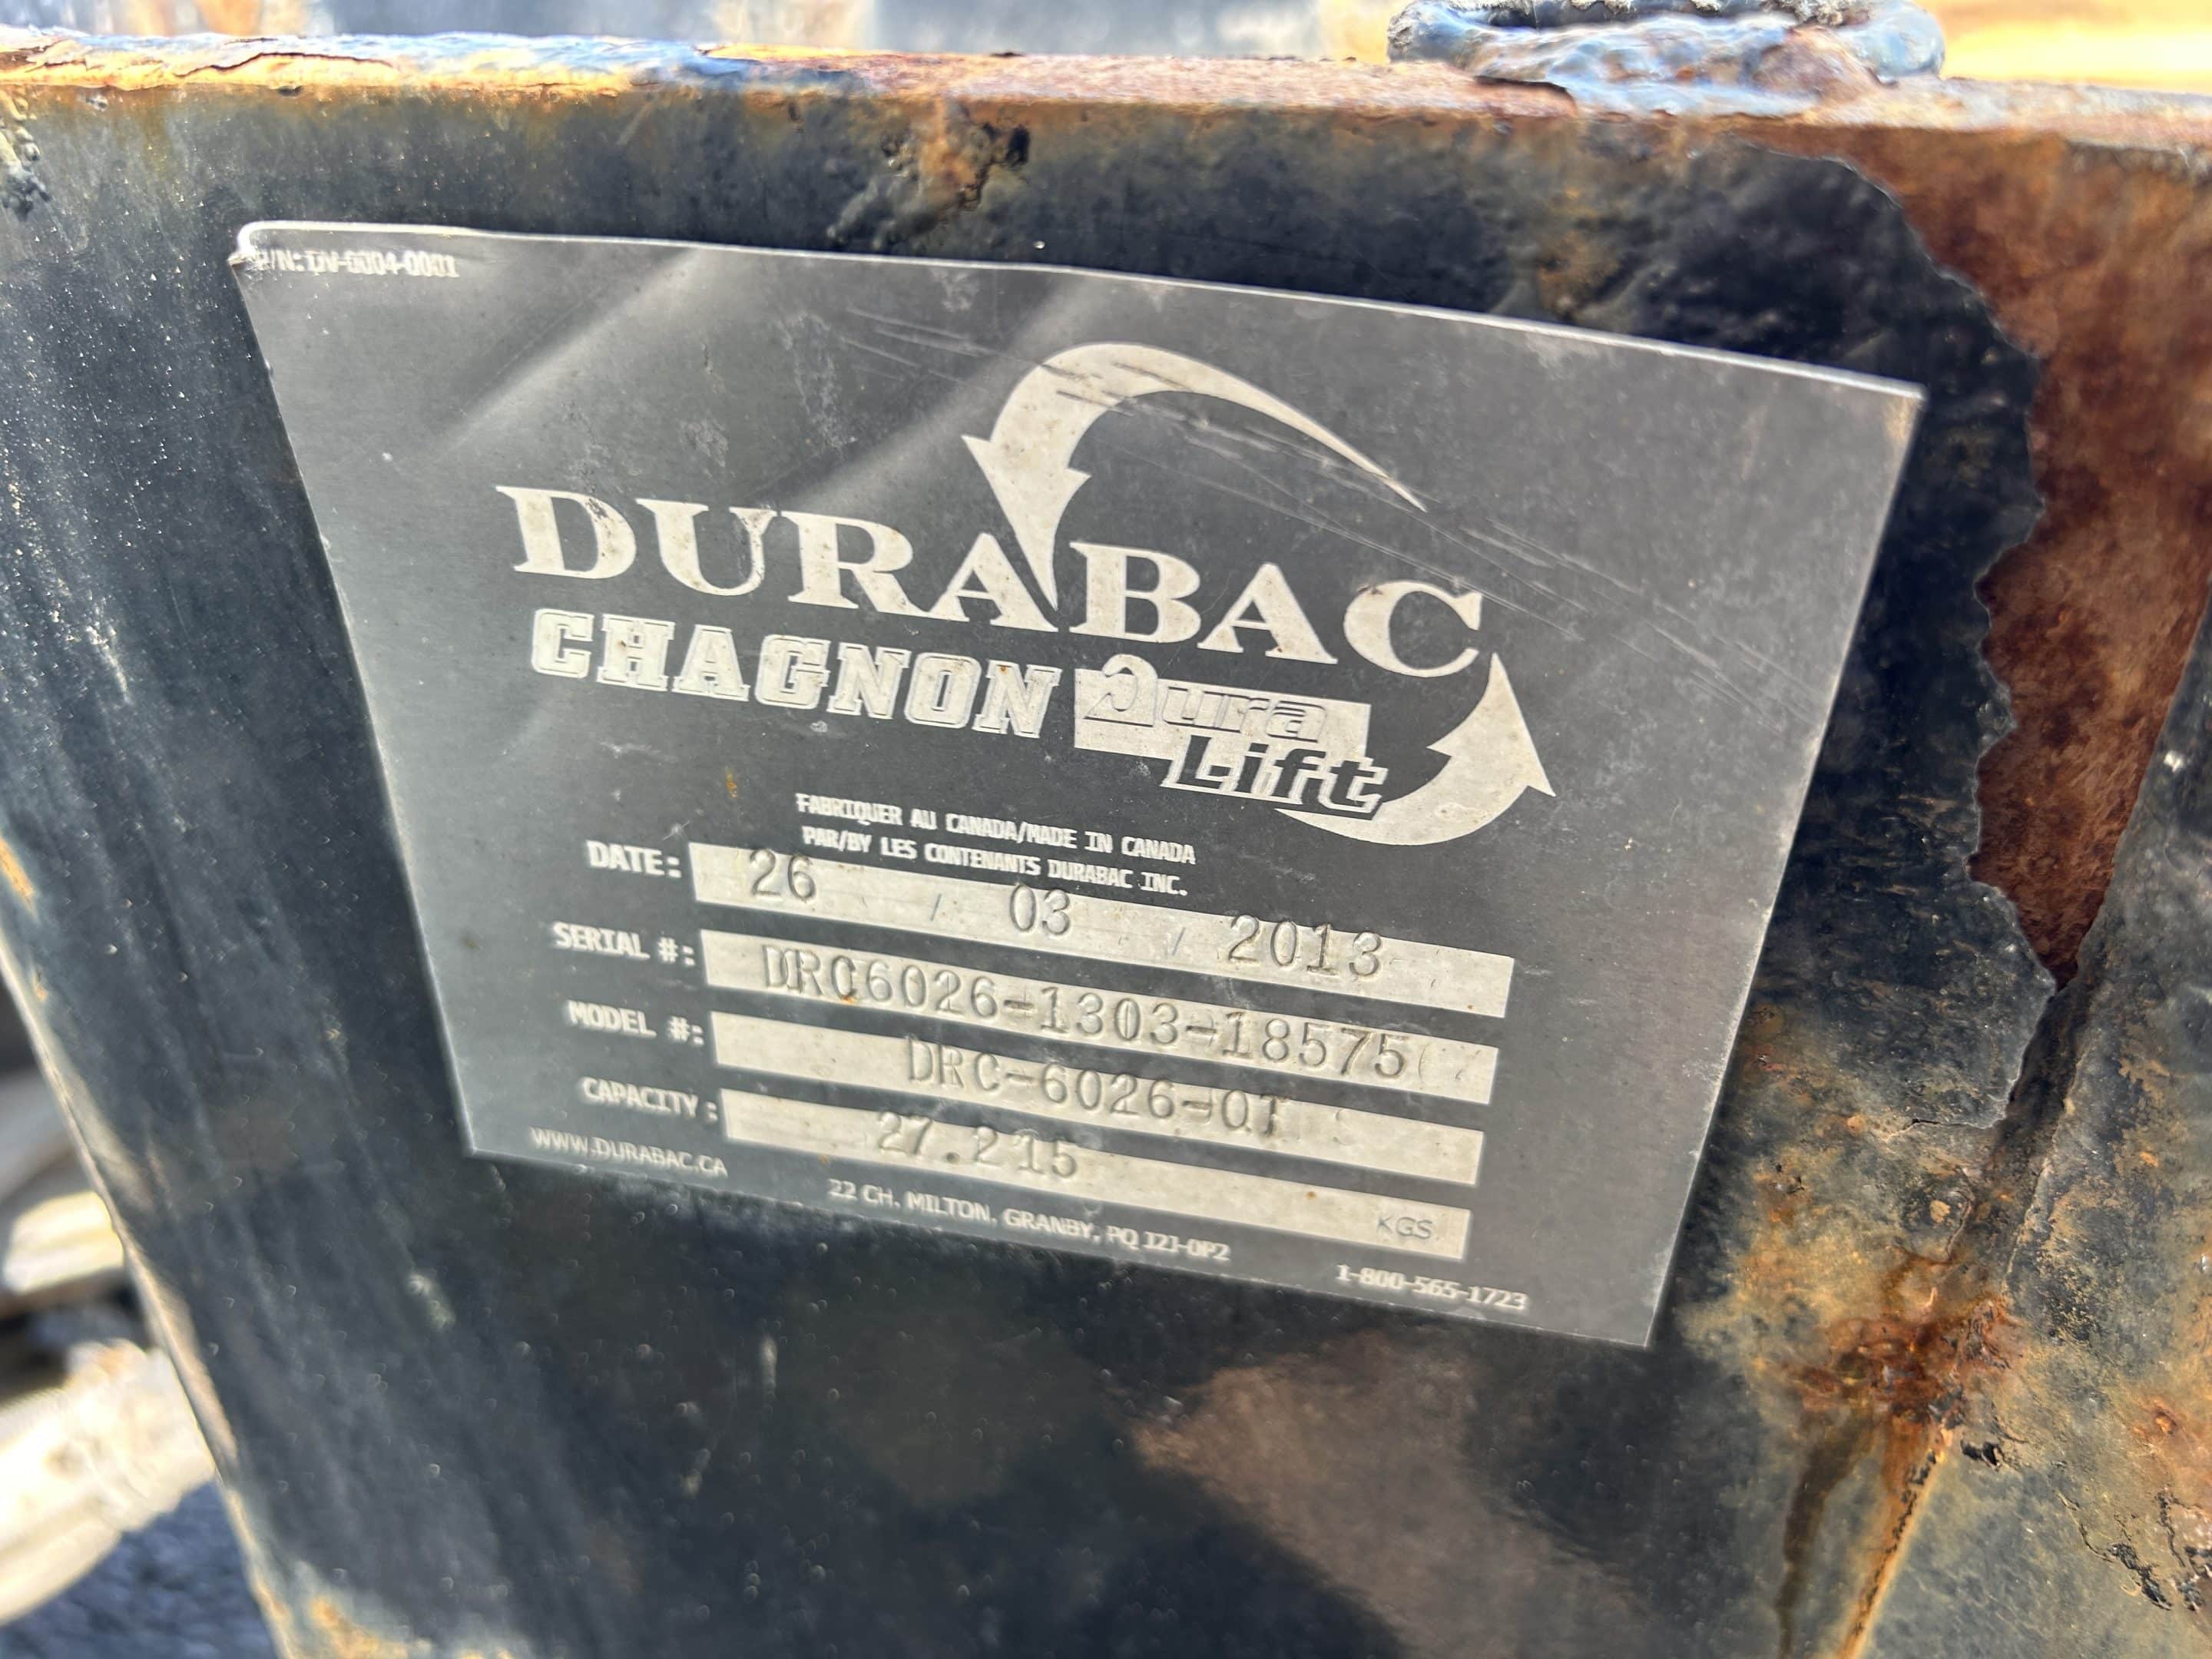 P/N: DV-0004-0001
DURABAC
CHAGNON Dura Lift
FABRIQUER AU CANADA/MADE IN CANADA
PAR/BY LES CONTENANTS DURABAC INC.
DATE: 26 / 03 / 2013
SERIAL #: DRC6026-1303-18575
MODEL #: DRC-6026-QT
CAPACITY: 27.215 KGS
WWW.DURABAC.CA 22 CH. MILTON, GRANBY, PQ J2J-0P2 1-800-565-1723